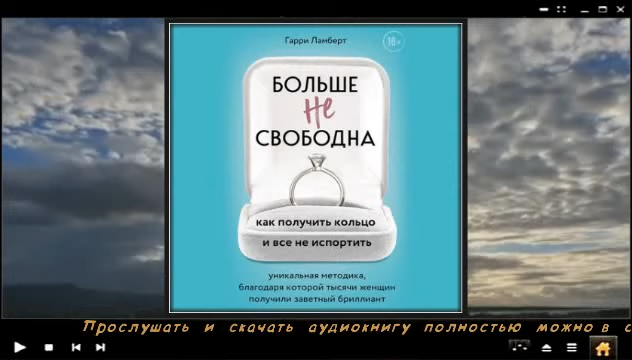 Гарри Ламберт
16+
БОЛЬШЕ
не
СВОБОДНА
как получить кольцо
и все не испортить
уникальная методика,
благодаря которой тысячи женщин
получили заветный бриллиант
Прослушать и скачать аудиокнигу полностью можно в с